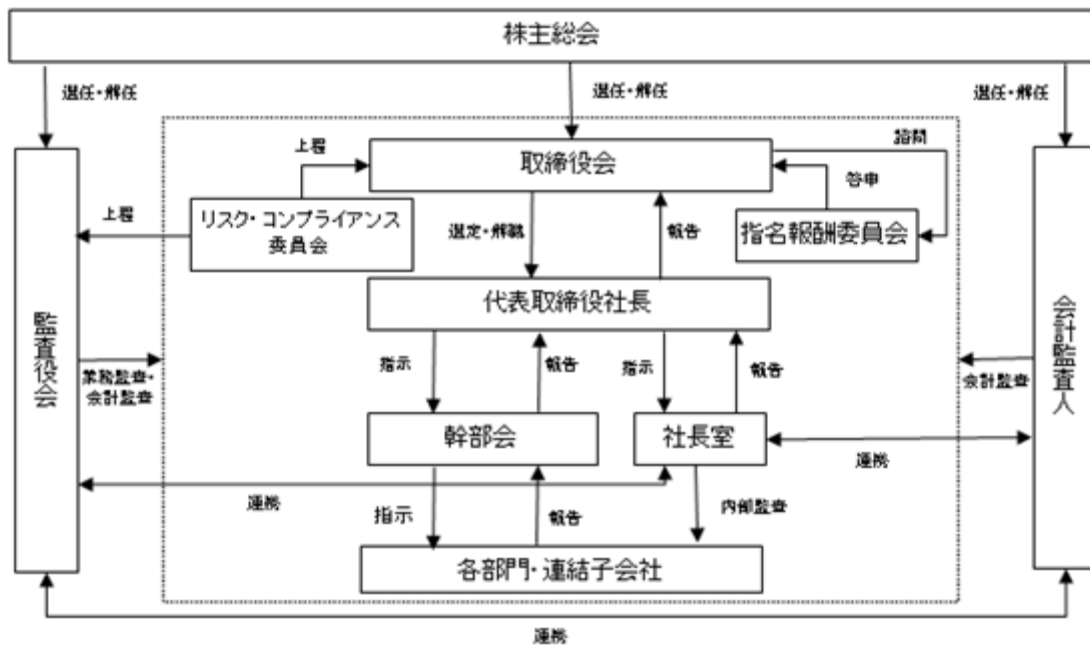 株主総会
選任・解任
選任・解任
選任・解任
取締役会
上程
諮問
答申
リスク・コンプライアンス
委員会
上程
指名報酬委員会
選定・解職
報告
代表取締役社長
監査役会
会計監査人
指示
報告
指示
報告
業務監査・
会計監査
会計監査
幹部会
社長室
連携
連携
指示
報告
内部監査
各部門・連結子会社
連携